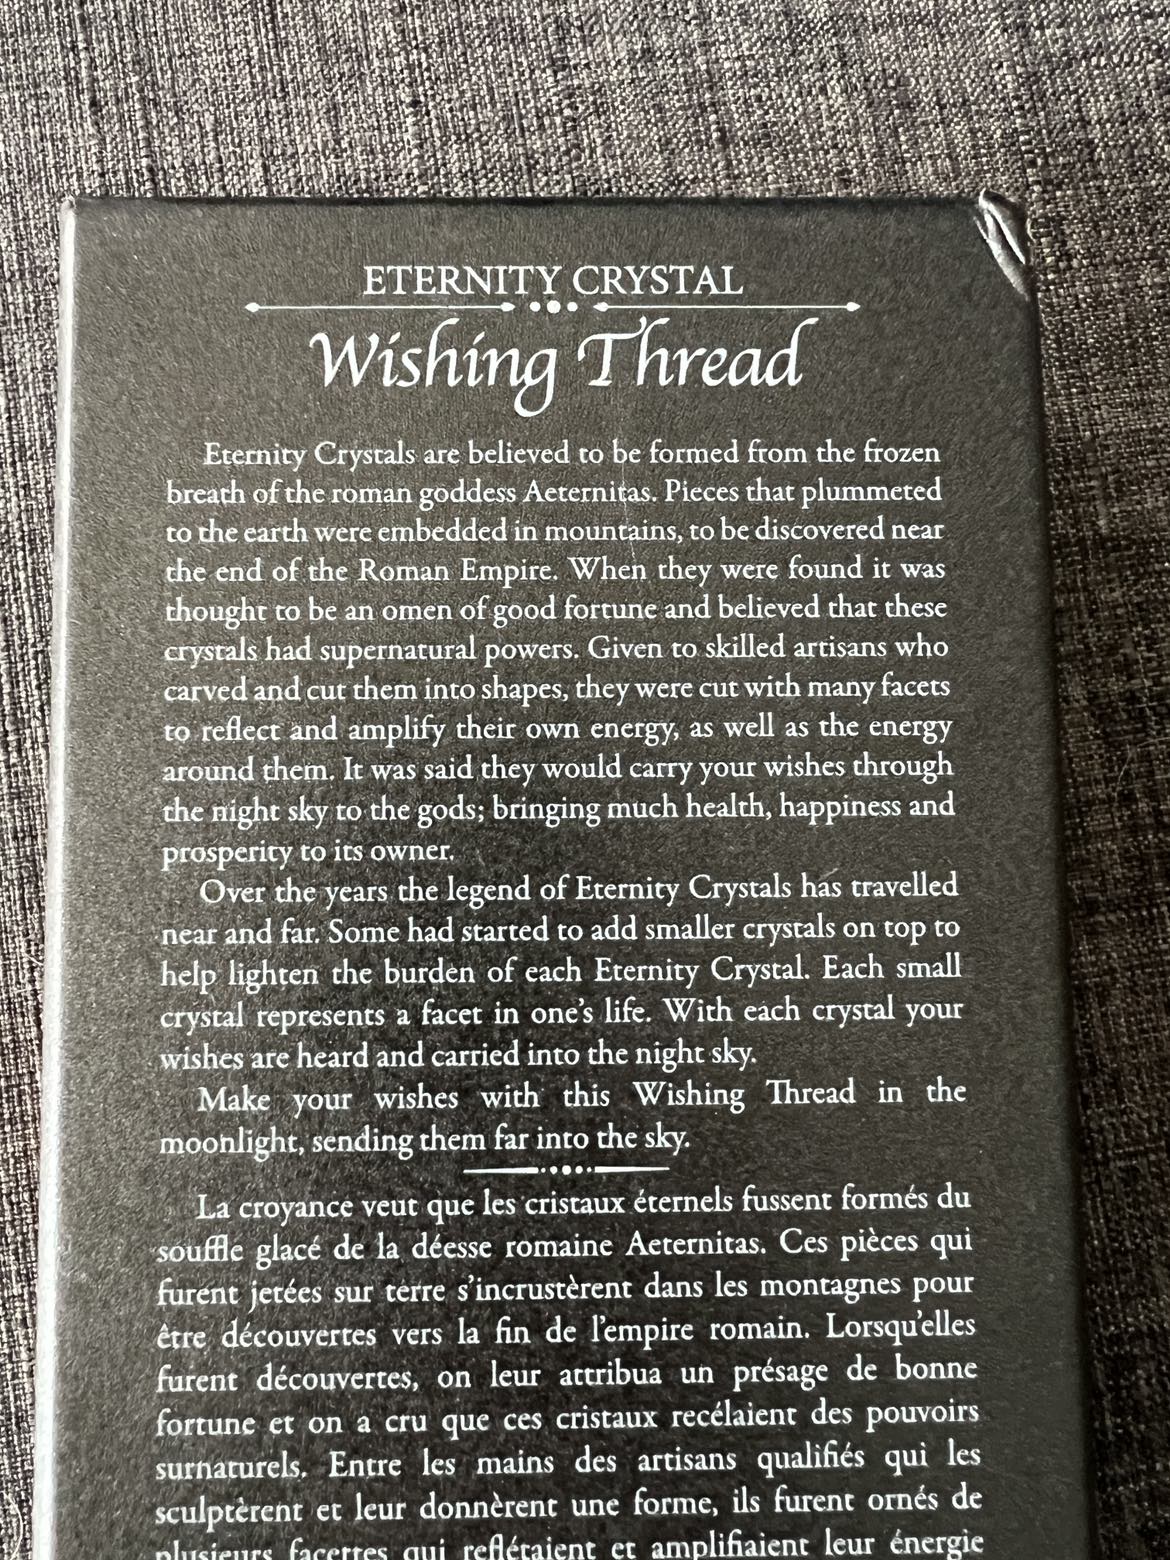 ETERNITY CRYSTAL
Wishing Thread
Eternity Crystals are believed to be formed from the frozen
breath of the roman goddess Aeternitas. Pieces that plummeted
to the earth were embedded in mountains, to be discovered near
the end of the Roman Empire. When they were found it was
thought to be an omen of good fortune and believed that these
crystals had supernatural powers. Given to skilled artisans who
carved and cut them into shapes, they were cut with many facets
to reflect and amplify their own energy, as well as the energy
around them. It was said they would carry your wishes through
the night sky to the gods; bringing much health, happiness and
prosperity to its owner.
Over the years the legend of Eternity Crystals has travelled
near and far. Some had started to add smaller crystals on top to
help lighten the burden of each Eternity Crystal. Each small
crystal represents a facet in one's life. With each crystal your
wishes are heard and carried into the night sky.
Make your wishes with this Wishing Thread in the
moonlight, sending them far into the sky.
La croyance veut que les cristaux éternels fussent formés du
souffle glacé de la déesse romaine Aeternitas. Ces pièces qui
furent jetées sur terre s'incrustèrent dans les montagnes pour
être découvertes vers la fin de l'empire romain. Lorsqu'elles
furent découvertes, on leur attribua un présage de bonne
fortune et on a cru que ces cristaux recélaient des pouvoirs
surnaturels. Entre les mains des artisans qualifiés qui les
sculptèrent et leur donnèrent une forme, ils furent ornés de
plusieurs facettes qui reflétaient et amplifiaient leur énergie